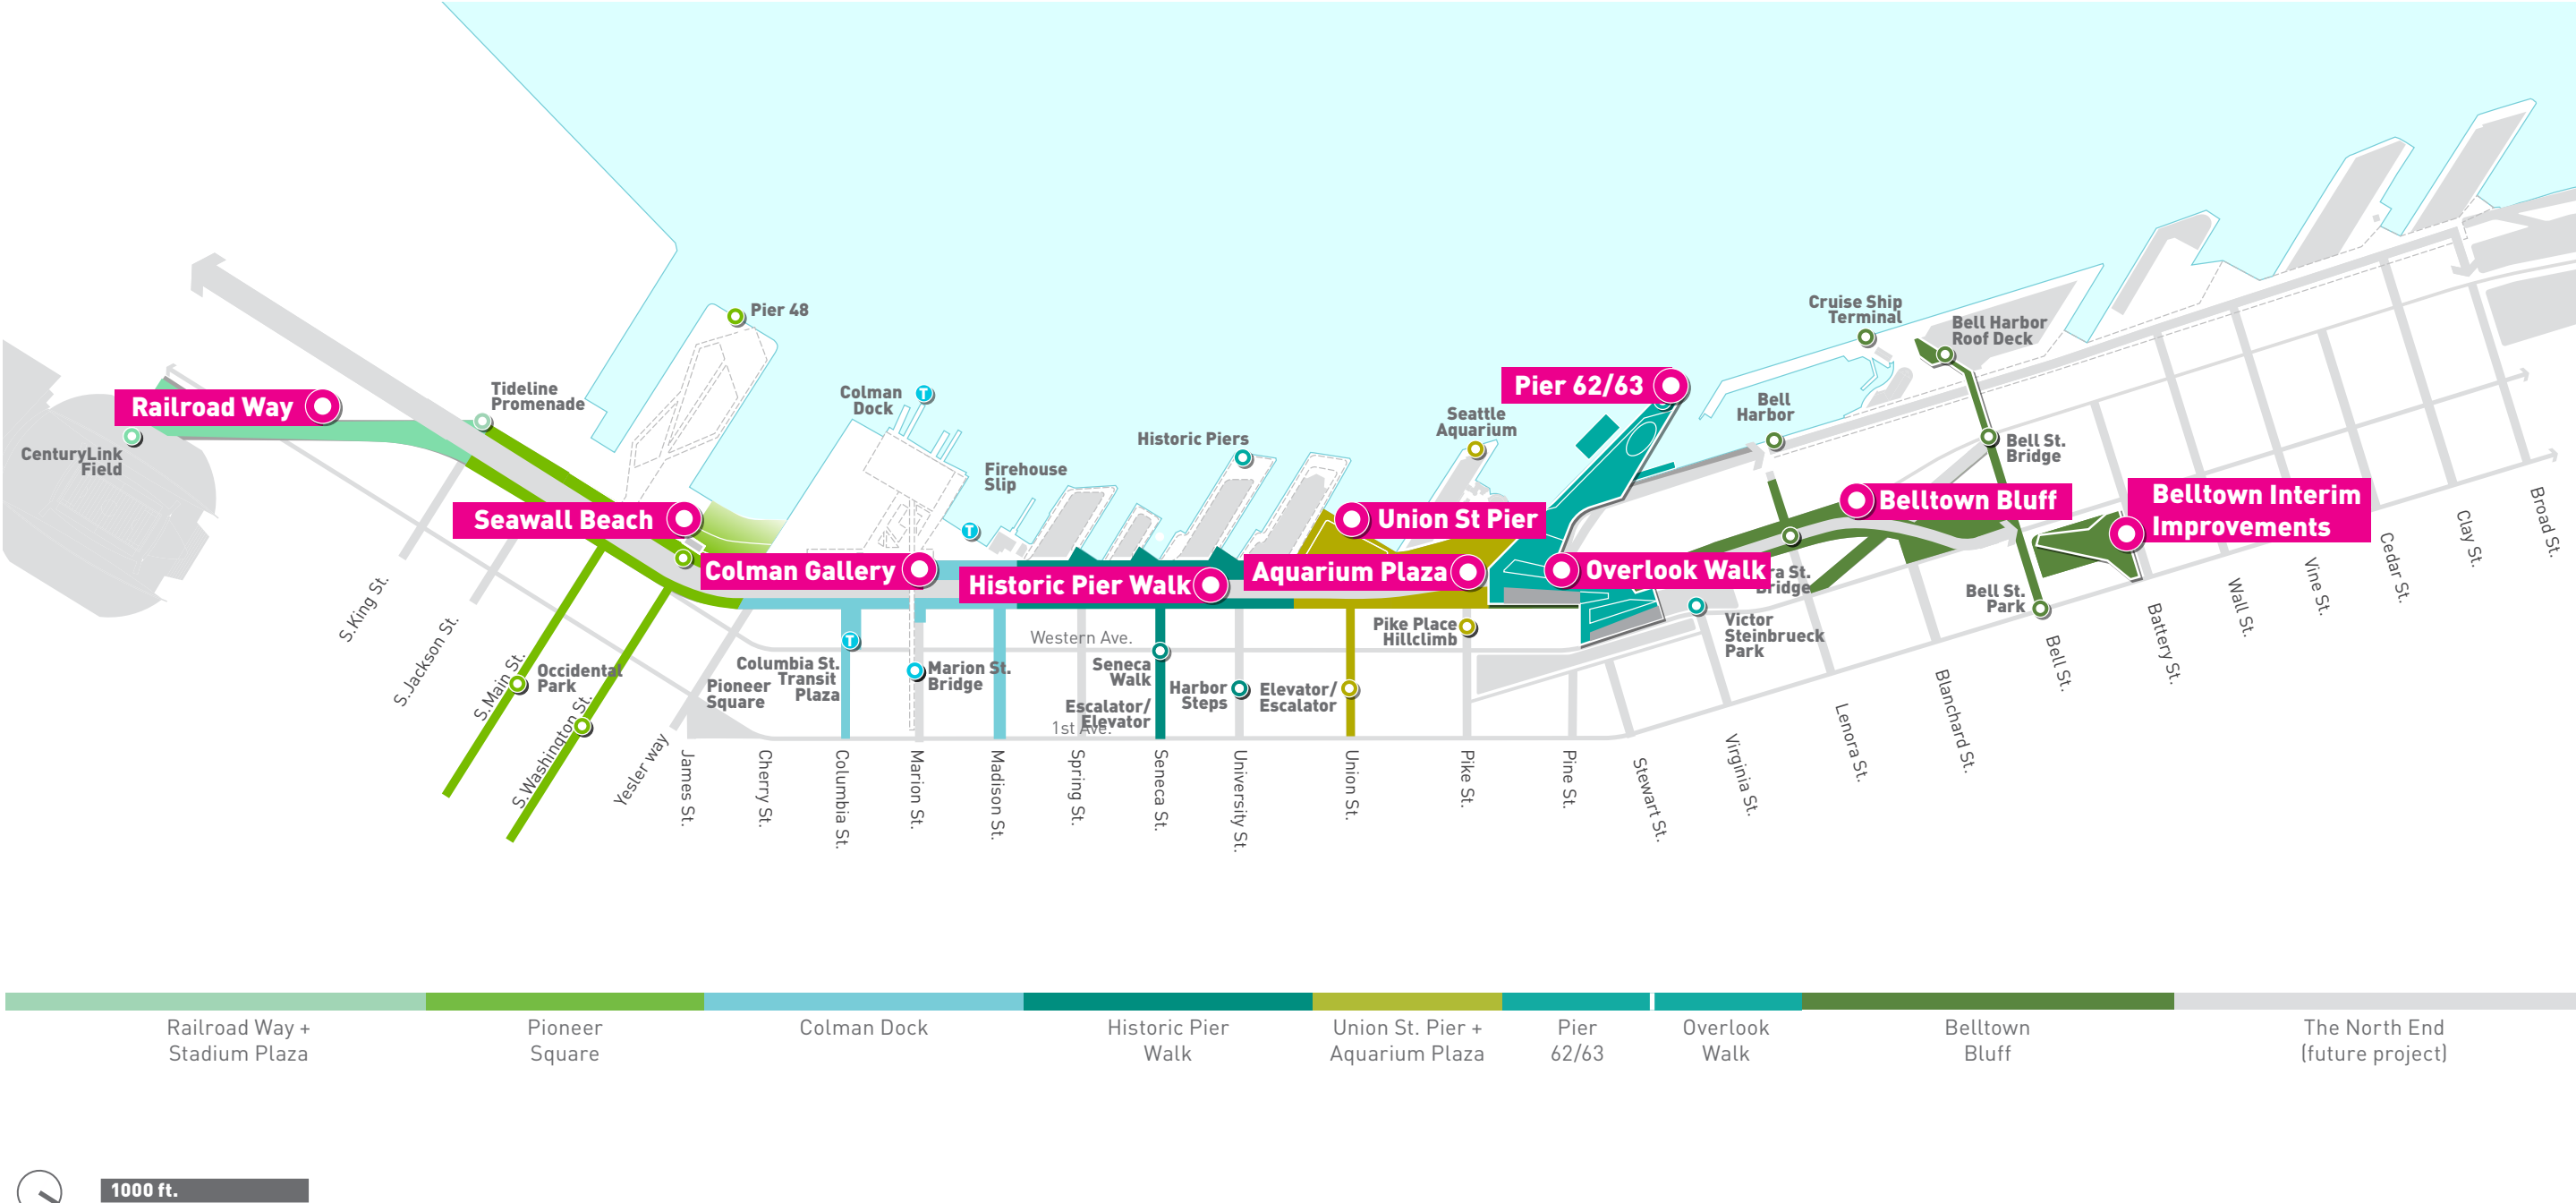 Cruise Ship
Terminal
Pier 48
Bell Harbor
Roof Deck
Pier 62/63
Tideline
Promenade
Colman
Dock
Railroad Way
Bell
Harbor
Seattle
Aquarium
Historic Piers
Bell St.
Bridge
CenturyLink
Field
Firehouse
Slip
Belltown Bluff
Belltown Interim
Improvements
Seawall Beach
Union St Pier
Colman Gallery
Historic Pier Walk
Aquarium Plaza
Overlook Walk
ra St.
Bridge
Bell St.
Park
Victor
Steinbrueck
Park
Pike Place
Hillclimb
Western Ave.
Columbia St.
Transit
Plaza
Marion St.
Bridge
Seneca
Walk
Occidental
Park
Pioneer
Square
Harbor
Steps
Elevator/
Escalator
Escalator/
Elevator
1st Ave.
T
T
T
S.King St.
S.Jackson St.
S.Main St.
S.Washington St.
Yesler way
James St.
Cherry St.
Columbia St.
Marion St.
Madison St.
Spring St.
Seneca St.
University St.
Union St.
Pike St.
Pine St.
Stewart St.
Virginia St.
Lenora St.
Blanchard St.
Bell St.
Battery St.
Wall St.
Vine St.
Cedar St.
Clay St.
Broad St.
Railroad Way +
Stadium Plaza
Pioneer
Square
Colman Dock
Historic Pier
Walk
Union St. Pier +
Aquarium Plaza
Pier
62/63
Overlook
Walk
Belltown
Bluff
The North End
(future project)
1000 ft.